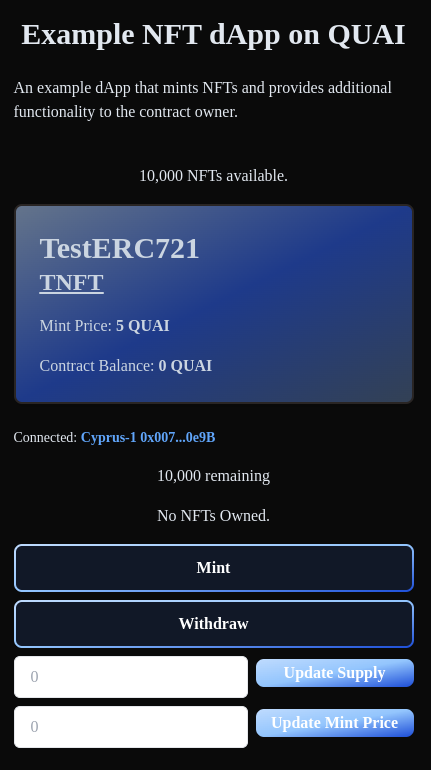 Example NFT dApp on QUAI
An example dApp that mints NFTs and provides additional
functionality to the contract owner.
10,000 NFTs available.
TestERC721
TNFT
Mint Price: 5 QUAI
Contract Balance: 0 QUAI
Connected: Cyprus-1 0x007...0e9B
10,000 remaining
No NFTs Owned.
Mint
Withdraw
0
Update Supply
0
Update Mint Price